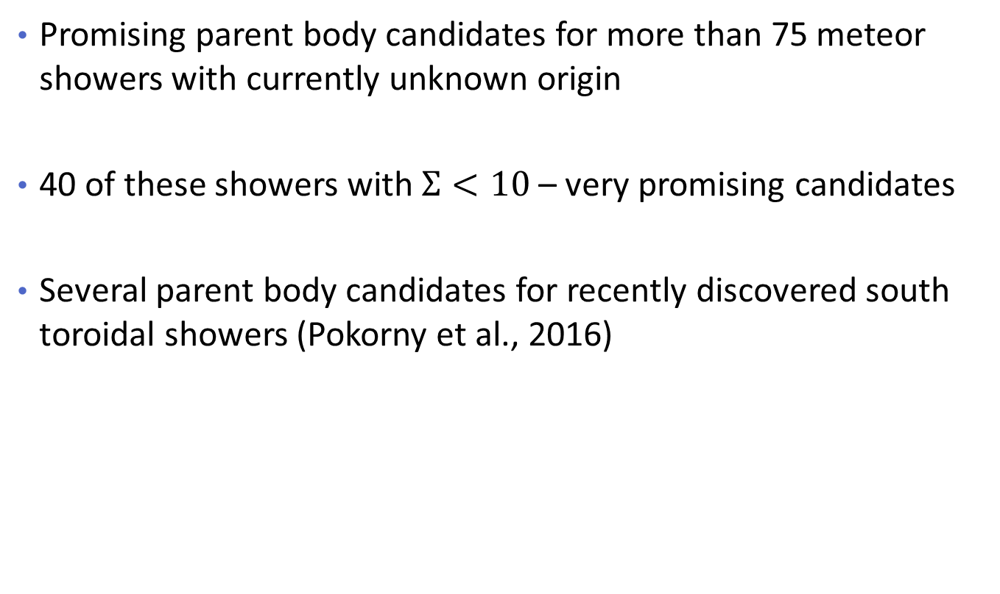 • Promising parent body candidates for more than 75 meteor
showers with currently unknown origin
• 40 of these showers with Σ < 10 – very promising candidates
• Several parent body candidates for recently discovered south
toroidal showers (Pokorny et al., 2016)